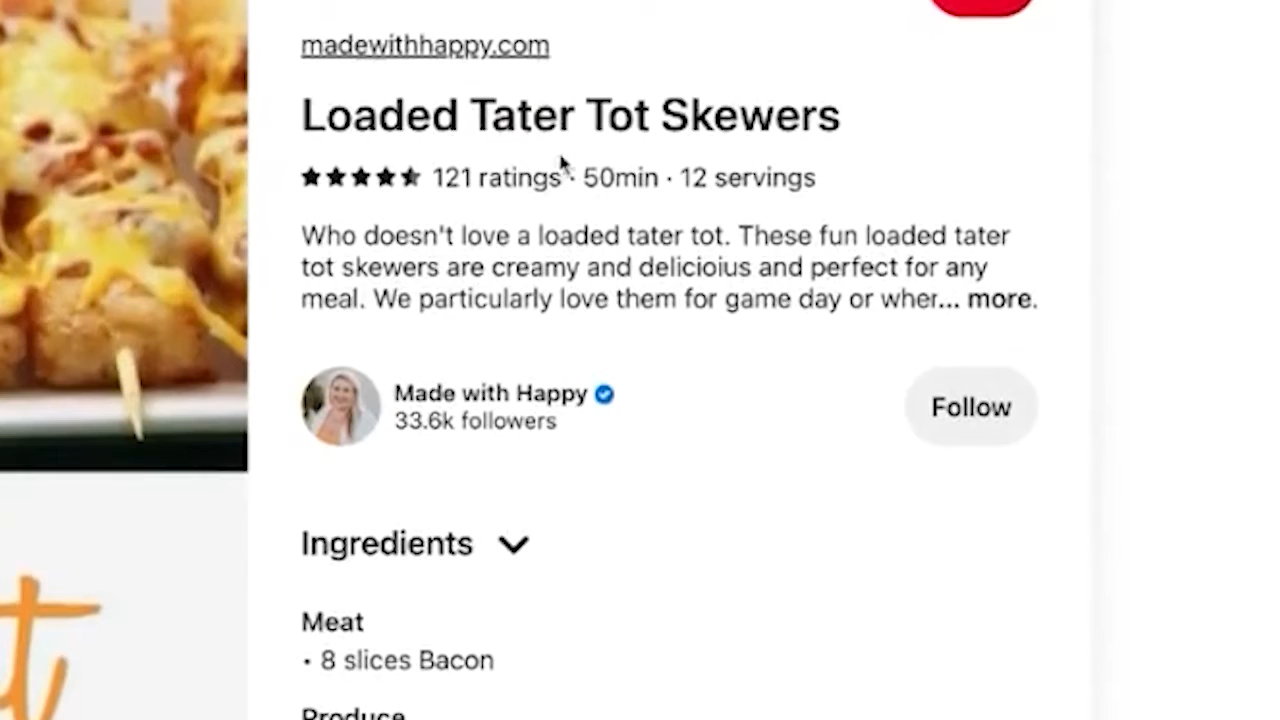 madewithhappy.com
Loaded Tater Tot Skewers
121 ratings · 50min · 12 servings
Who doesn't love a loaded tater tot. These fun loaded tater
tot skewers are creamy and delicioius and perfect for any
meal. We particularly love them for game day or wher... more.
Made with Happy
33.6k followers
Follow
Ingredients
Meat
• 8 slices Bacon
Produce